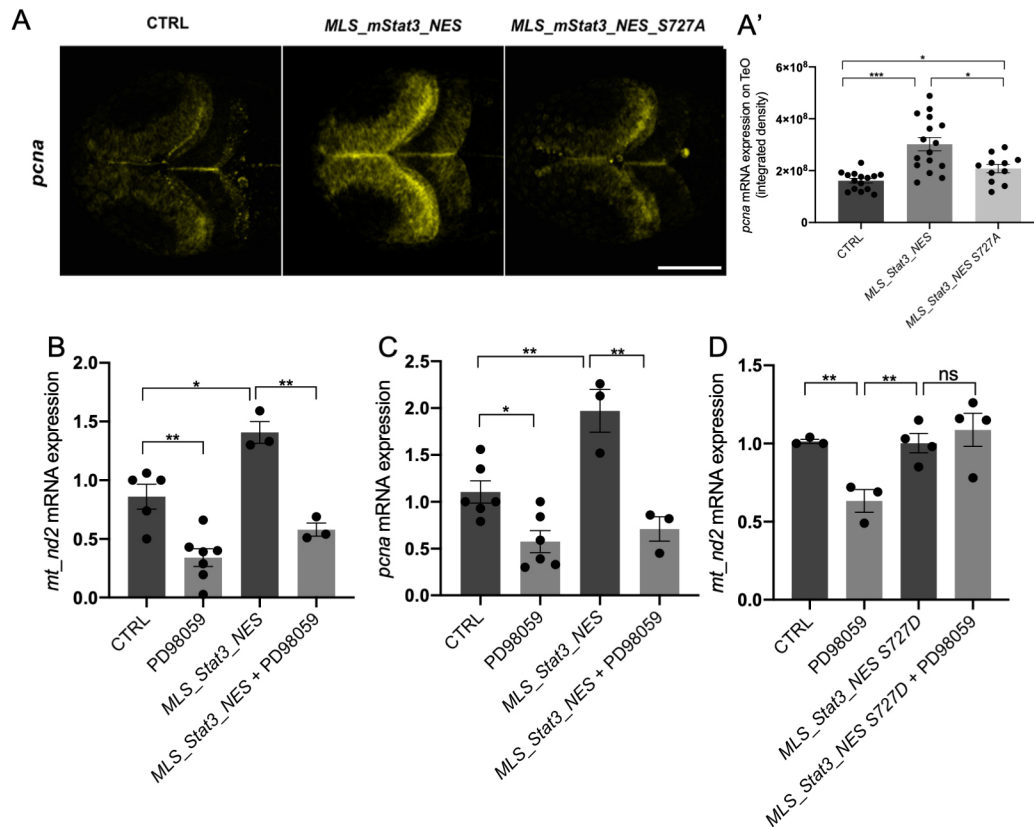 A
CTRL
MLS_mStat3_NES
MLS_mStat3_NES_S727A
pcna
A'
pcna mRNA expression on TeO
(integrated density)
6×10⁸
4×10⁸
2×10⁸
0
*
***
*
CTRL
MLS_Stat3_NES
MLS_Stat3_NES S727A
B
mt_nd2 mRNA expression
2.0
1.5
1.0
0.5
0.0
*
**
**
CTRL
PD98059
MLS_Stat3_NES
MLS_Stat3_NES + PD98059
C
pcna mRNA expression
2.5
2.0
1.5
1.0
0.5
0.0
**
**
*
CTRL
PD98059
MLS_Stat3_NES
MLS_Stat3_NES + PD98059
D
mt_nd2 mRNA expression
1.5
1.0
0.5
0.0
**
**
ns
CTRL
PD98059
MLS_Stat3_NES S727D
MLS_Stat3_NES S727D + PD98059